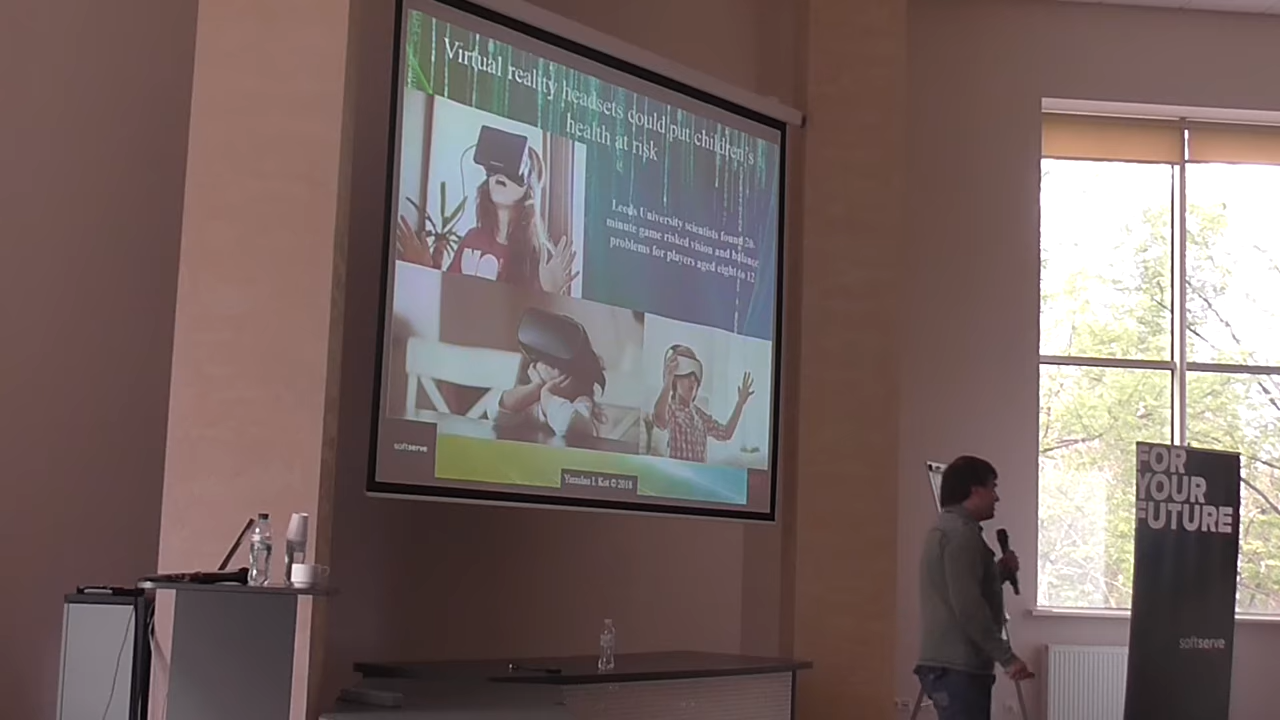 Virtual reality headsets could put children's
health at risk
Leeds University scientists found 20-
minute game risked vision and balance
problems for players aged eight to 12
softserve
Yaroslau I. Kot © 2018
FOR
YOUR
FUTURE
softserve